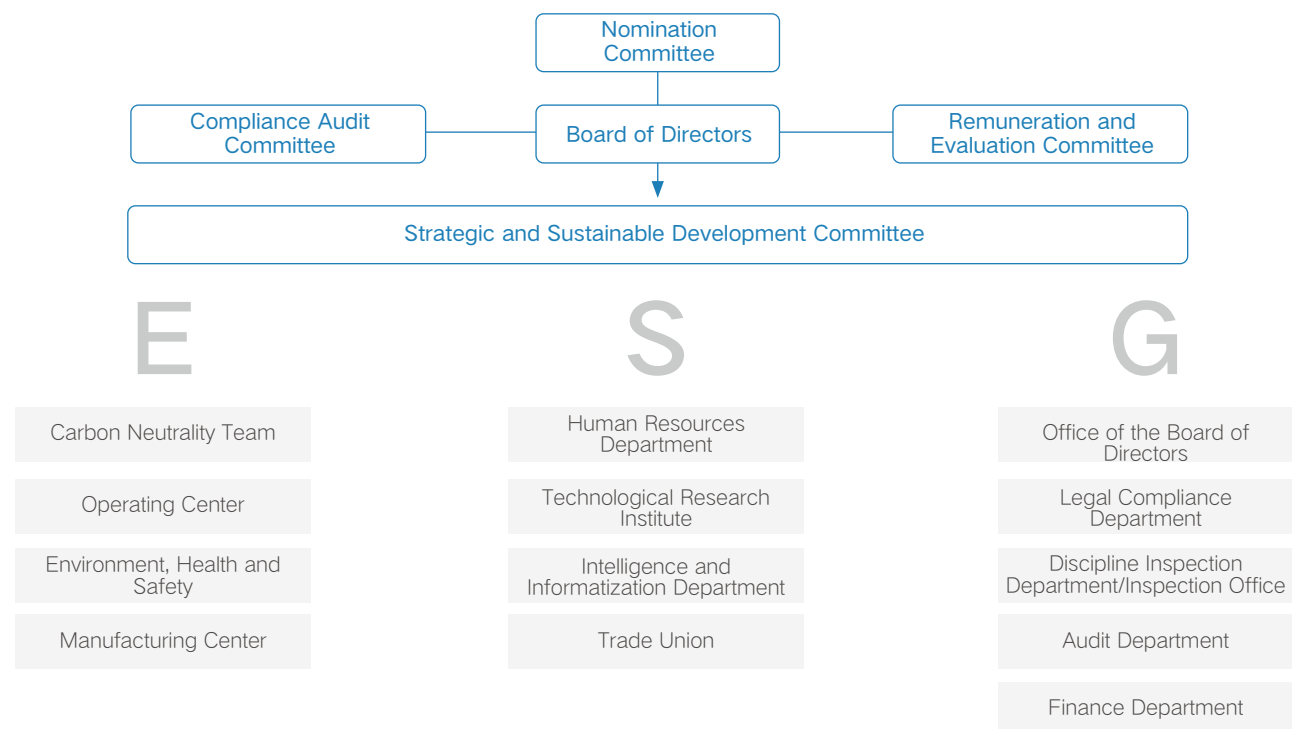 Nomination
Committee
Compliance Audit
Committee
Board of Directors
Remuneration and
Evaluation Committee
Strategic and Sustainable Development Committee
E
S
G
Carbon Neutrality Team
Human Resources
Department
Office of the Board of
Directors
Operating Center
Technological Research
Institute
Legal Compliance
Department
Environment, Health and
Safety
Intelligence and
Informatization Department
Discipline Inspection
Department/Inspection Office
Manufacturing Center
Trade Union
Audit Department
Finance Department